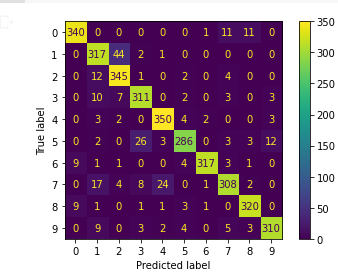 0 340 0 0 0 0 0 1 11 11 0 350
1 0 317 44 2 1 0 0 0 0 0 300
2 0 12 345 1 0 2 0 4 0 0 250
3 0 10 7 311 0 2 0 3 0 3
4 0 3 2 0 350 4 2 0 0 3 200
True label
5 0 2 0 26 3 286 0 3 3 12 150
6 9 1 1 0 0 4 317 3 1 0 100
7 0 17 4 8 24 0 1 308 2 0
8 9 1 0 1 1 3 1 0 320 0 50
9 0 9 0 3 2 4 0 5 3 310 0
0 1 2 3 4 5 6 7 8 9
Predicted label